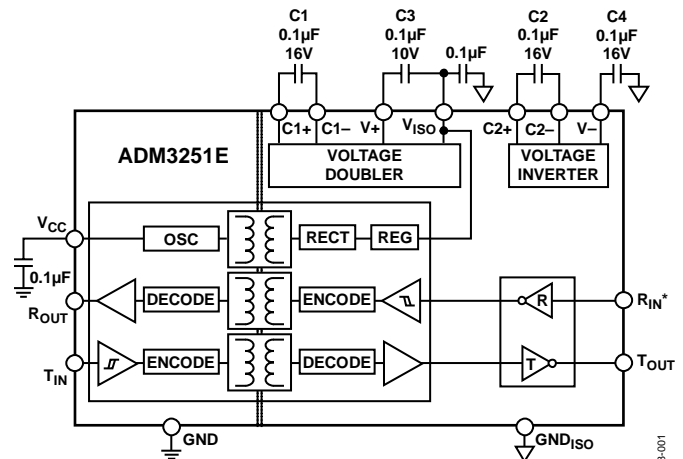 C1
0.1µF
16V
C3
0.1µF
10V
0.1µF
C2
0.1µF
16V
C4
0.1µF
16V
C1+ C1– V+ VISO C2+ C2– V–
ADM3251E
VOLTAGE
DOUBLER
VOLTAGE
INVERTER
VCC
OSC RECT REG
0.1µF
ROUT
DECODE ENCODE R RIN*
TIN
ENCODE DECODE T TOUT
GND GNDISO